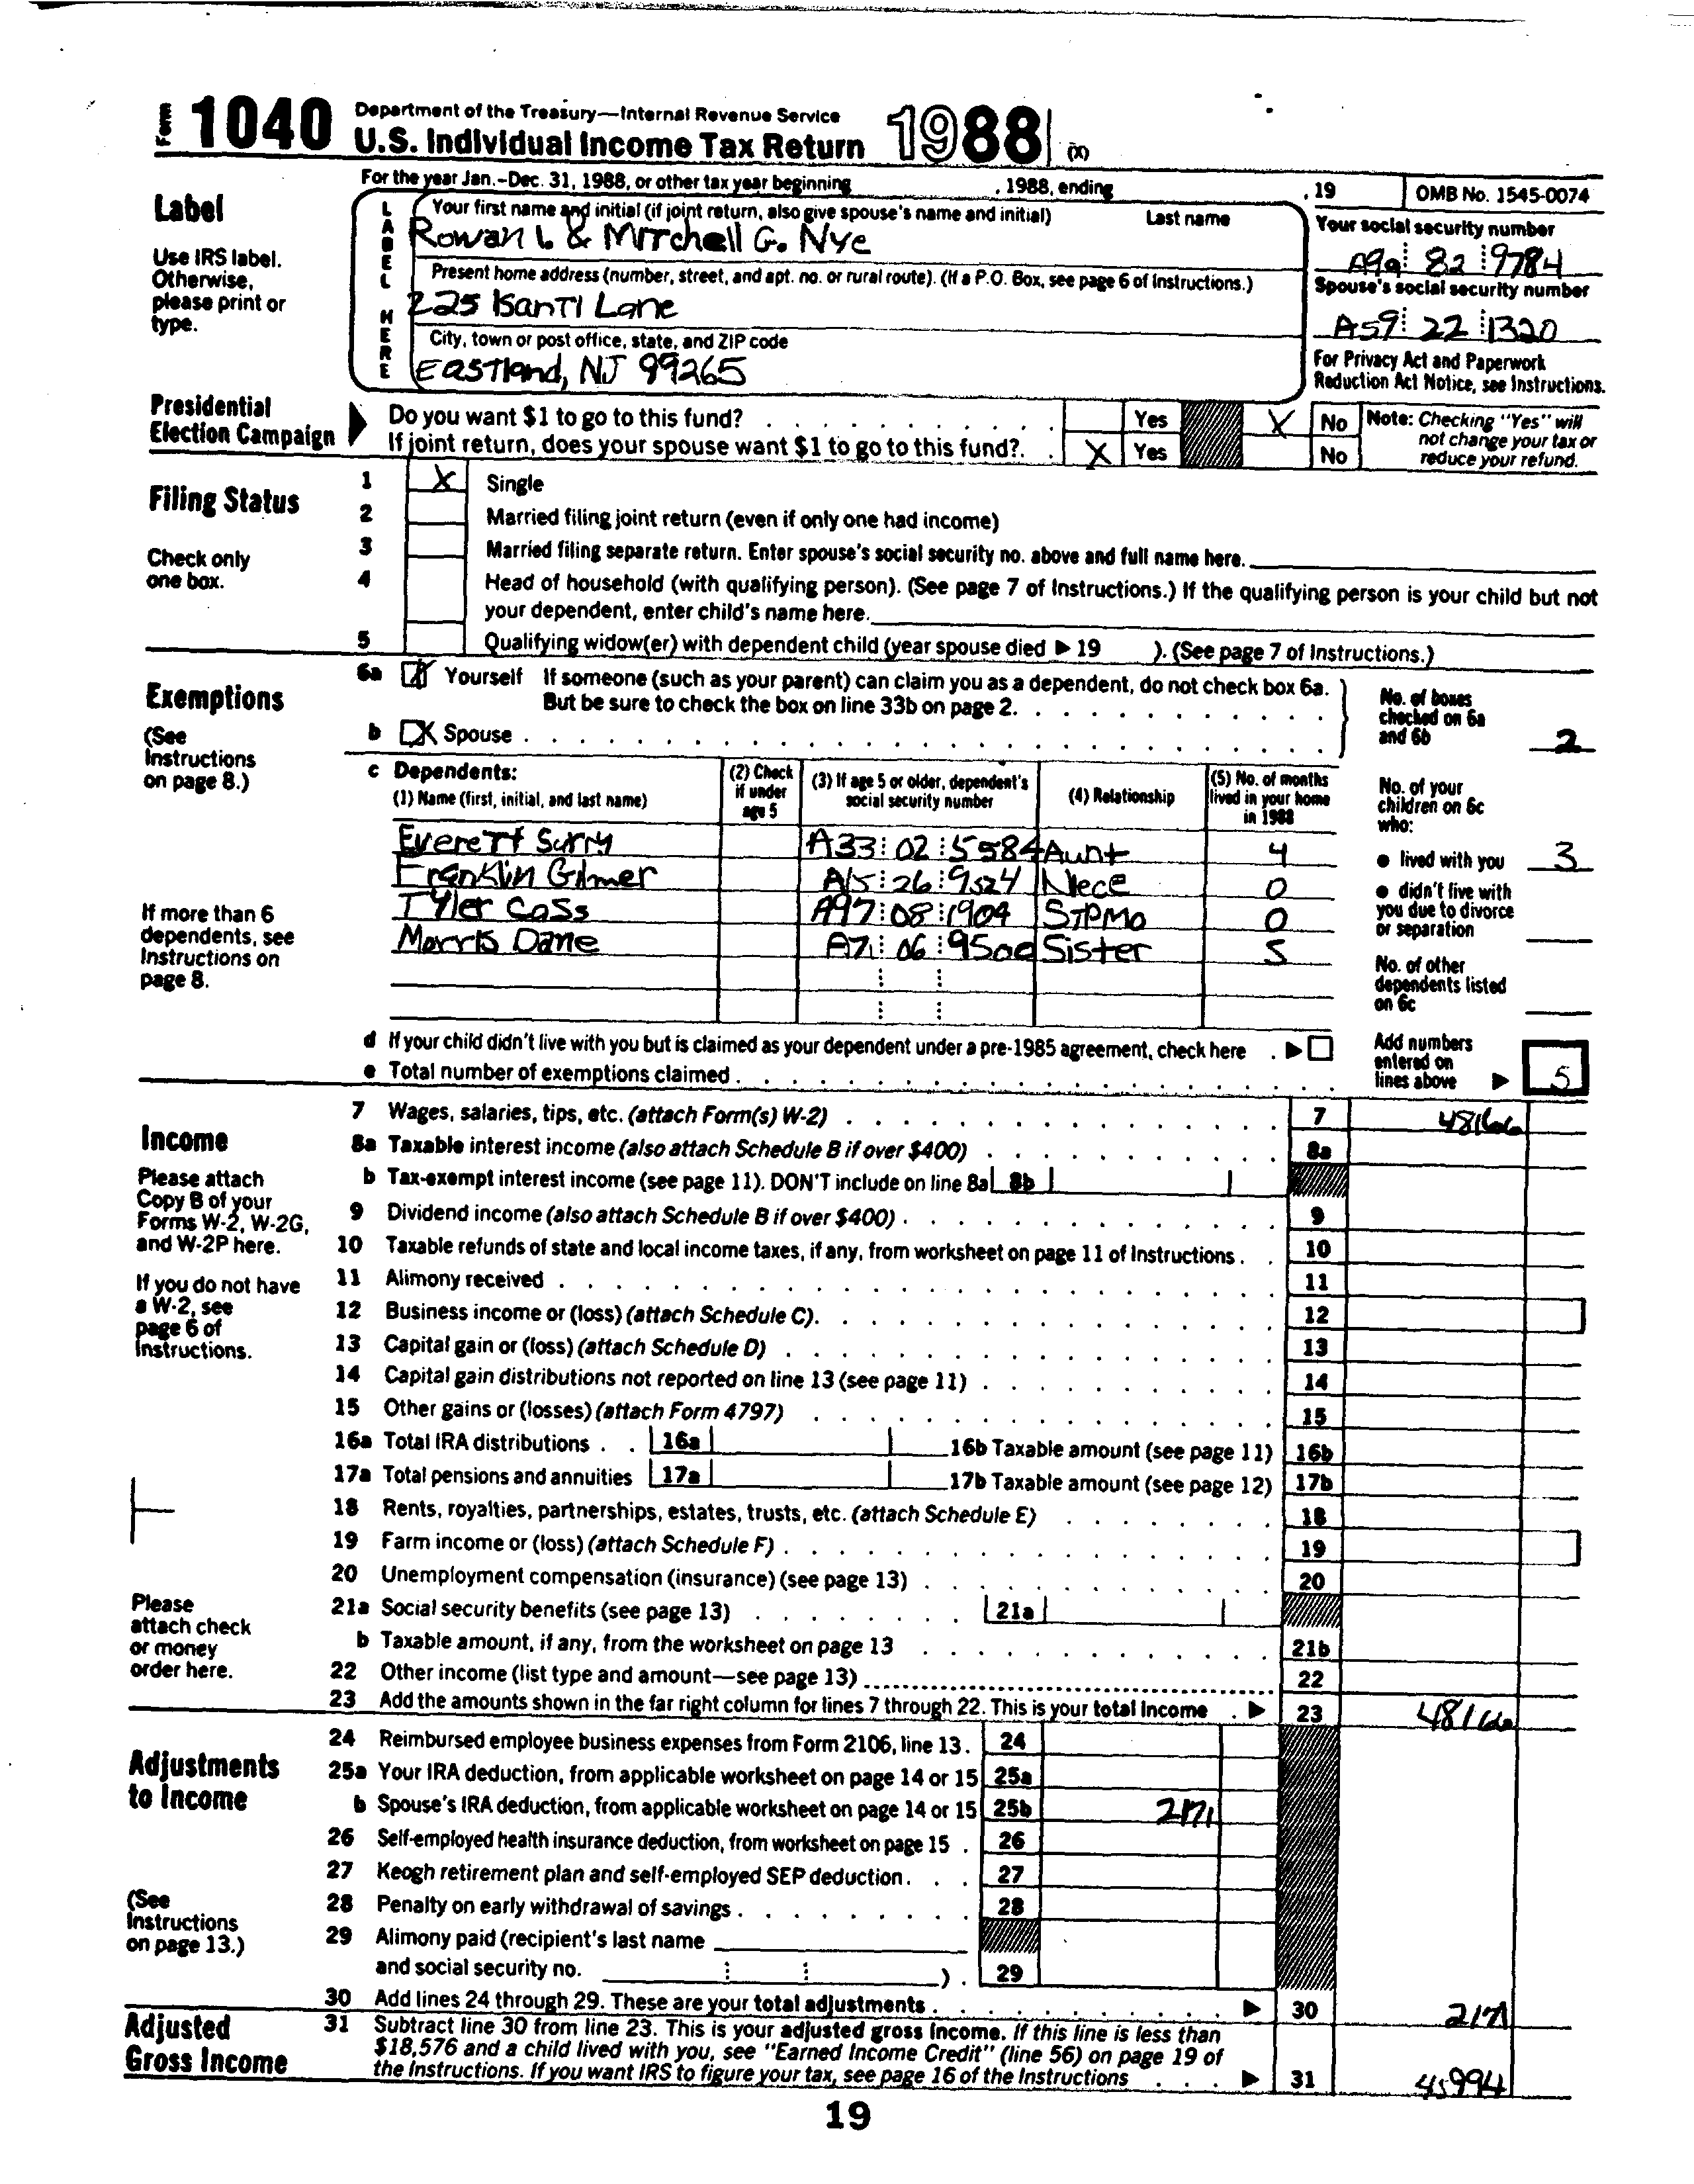 Form 1040 Department of the Treasury—Internal Revenue Service
U.S. Individual Income Tax Return 1988 (X)
For the year Jan.-Dec. 31, 1988, or other tax year beginning , 1988, ending , 19 OMB No. 1545-0074
Label
Use IRS label. Otherwise, please print or type.
LABEL HERE
Your first name and initial (if joint return, also give spouse's name and initial) Last name
Rowan L & Mitchell G. Nye
Your social security number
A99 82 9784
Present home address (number, street, and apt. no. or rural route). (If a P.O. Box, see page 6 of Instructions.)
225 Isanti Lane
Spouse's social security number
A59 22 1320
City, town or post office, state, and ZIP code
Eastland, NJ 99265
For Privacy Act and Paperwork Reduction Act Notice, see Instructions.
Presidential Election Campaign
Do you want $1 to go to this fund? Yes X No
If joint return, does your spouse want $1 to go to this fund? X Yes No
Note: Checking "Yes" will not change your tax or reduce your refund.
Filing Status
Check only one box.
1 X Single
2 Married filing joint return (even if only one had income)
3 Married filing separate return. Enter spouse's social security no. above and full name here.
4 Head of household (with qualifying person). (See page 7 of Instructions.) If the qualifying person is your child but not
your dependent, enter child's name here.
5 Qualifying widow(er) with dependent child (year spouse died ▶ 19 ). (See page 7 of Instructions.)
Exemptions
(See Instructions on page 8.)
6a X Yourself If someone (such as your parent) can claim you as a dependent, do not check box 6a.
But be sure to check the box on line 33b on page 2.
b X Spouse
No. of boxes checked on 6a and 6b 2
c Dependents:
(1) Name (first, initial, and last name) (2) Check if under age 5 (3) If age 5 or older, dependent's social security number (4) Relationship (5) No. of months lived in your home in 1988
Everett Surry A33 02 5584 Aunt 4
Franklin Gilmer A15 26 9524 Niece 0
Tyler Cass A97 08 1904 STPMO 0
Morris Dane A71 06 9500 Sister 5
If more than 6 dependents, see Instructions on page 8.
No. of your children on 6c who:
● lived with you 3
● didn't live with you due to divorce or separation
No. of other dependents listed on 6c
d If your child didn't live with you but is claimed as your dependent under a pre-1985 agreement, check here ▶
e Total number of exemptions claimed
Add numbers entered on lines above ▶ 5
Income
Please attach Copy B of your Forms W-2, W-2G, and W-2P here.
If you do not have a W-2, see page 6 of Instructions.
Please attach check or money order here.
7 Wages, salaries, tips, etc. (attach Form(s) W-2) 7 48166
8a Taxable interest income (also attach Schedule B if over $400) 8a
b Tax-exempt interest income (see page 11). DON'T include on line 8a 8b
9 Dividend income (also attach Schedule B if over $400) 9
10 Taxable refunds of state and local income taxes, if any, from worksheet on page 11 of Instructions 10
11 Alimony received 11
12 Business income or (loss) (attach Schedule C) 12
13 Capital gain or (loss) (attach Schedule D) 13
14 Capital gain distributions not reported on line 13 (see page 11) 14
15 Other gains or (losses) (attach Form 4797) 15
16a Total IRA distributions 16a 16b Taxable amount (see page 11) 16b
17a Total pensions and annuities 17a 17b Taxable amount (see page 12) 17b
18 Rents, royalties, partnerships, estates, trusts, etc. (attach Schedule E) 18
19 Farm income or (loss) (attach Schedule F) 19
20 Unemployment compensation (insurance) (see page 13) 20
21a Social security benefits (see page 13) 21a
b Taxable amount, if any, from the worksheet on page 13 21b
22 Other income (list type and amount—see page 13) 22
23 Add the amounts shown in the far right column for lines 7 through 22. This is your total income ▶ 23 48166
Adjustments to Income
(See Instructions on page 13.)
24 Reimbursed employee business expenses from Form 2106, line 13. 24
25a Your IRA deduction, from applicable worksheet on page 14 or 15 25a
b Spouse's IRA deduction, from applicable worksheet on page 14 or 15 25b 2171
26 Self-employed health insurance deduction, from worksheet on page 15 26
27 Keogh retirement plan and self-employed SEP deduction 27
28 Penalty on early withdrawal of savings 28
29 Alimony paid (recipient's last name
and social security no. ) 29
30 Add lines 24 through 29. These are your total adjustments ▶ 30 2171
Adjusted Gross Income
31 Subtract line 30 from line 23. This is your adjusted gross income. If this line is less than
$18,576 and a child lived with you, see "Earned Income Credit" (line 56) on page 19 of
the Instructions. If you want IRS to figure your tax, see page 16 of the Instructions ▶ 31 45994
19